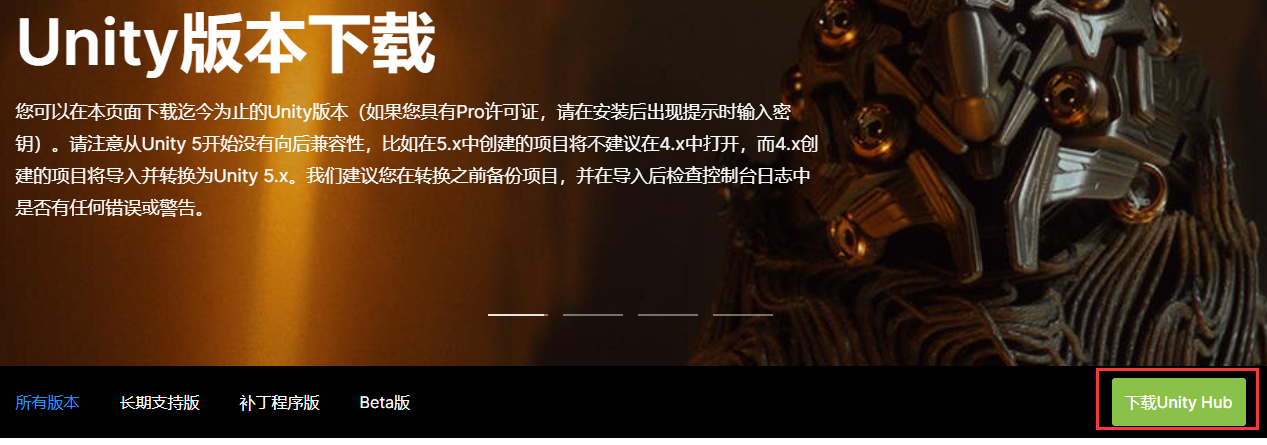 Unity版本下载
您可以在本页面下载迄今为止的Unity版本（如果您具有Pro许可证，请在安装后出现提示时输入密
钥）。请注意从Unity 5开始没有向后兼容性，比如在5.x中创建的项目将不建议在4.x中打开，而4.x创
建的项目将导入并转换为Unity 5.x。我们建议您在转换之前备份项目，并在导入后检查控制台日志中
是否有任何错误或警告。
所有版本 长期支持版 补丁程序版 Beta版 下载Unity Hub